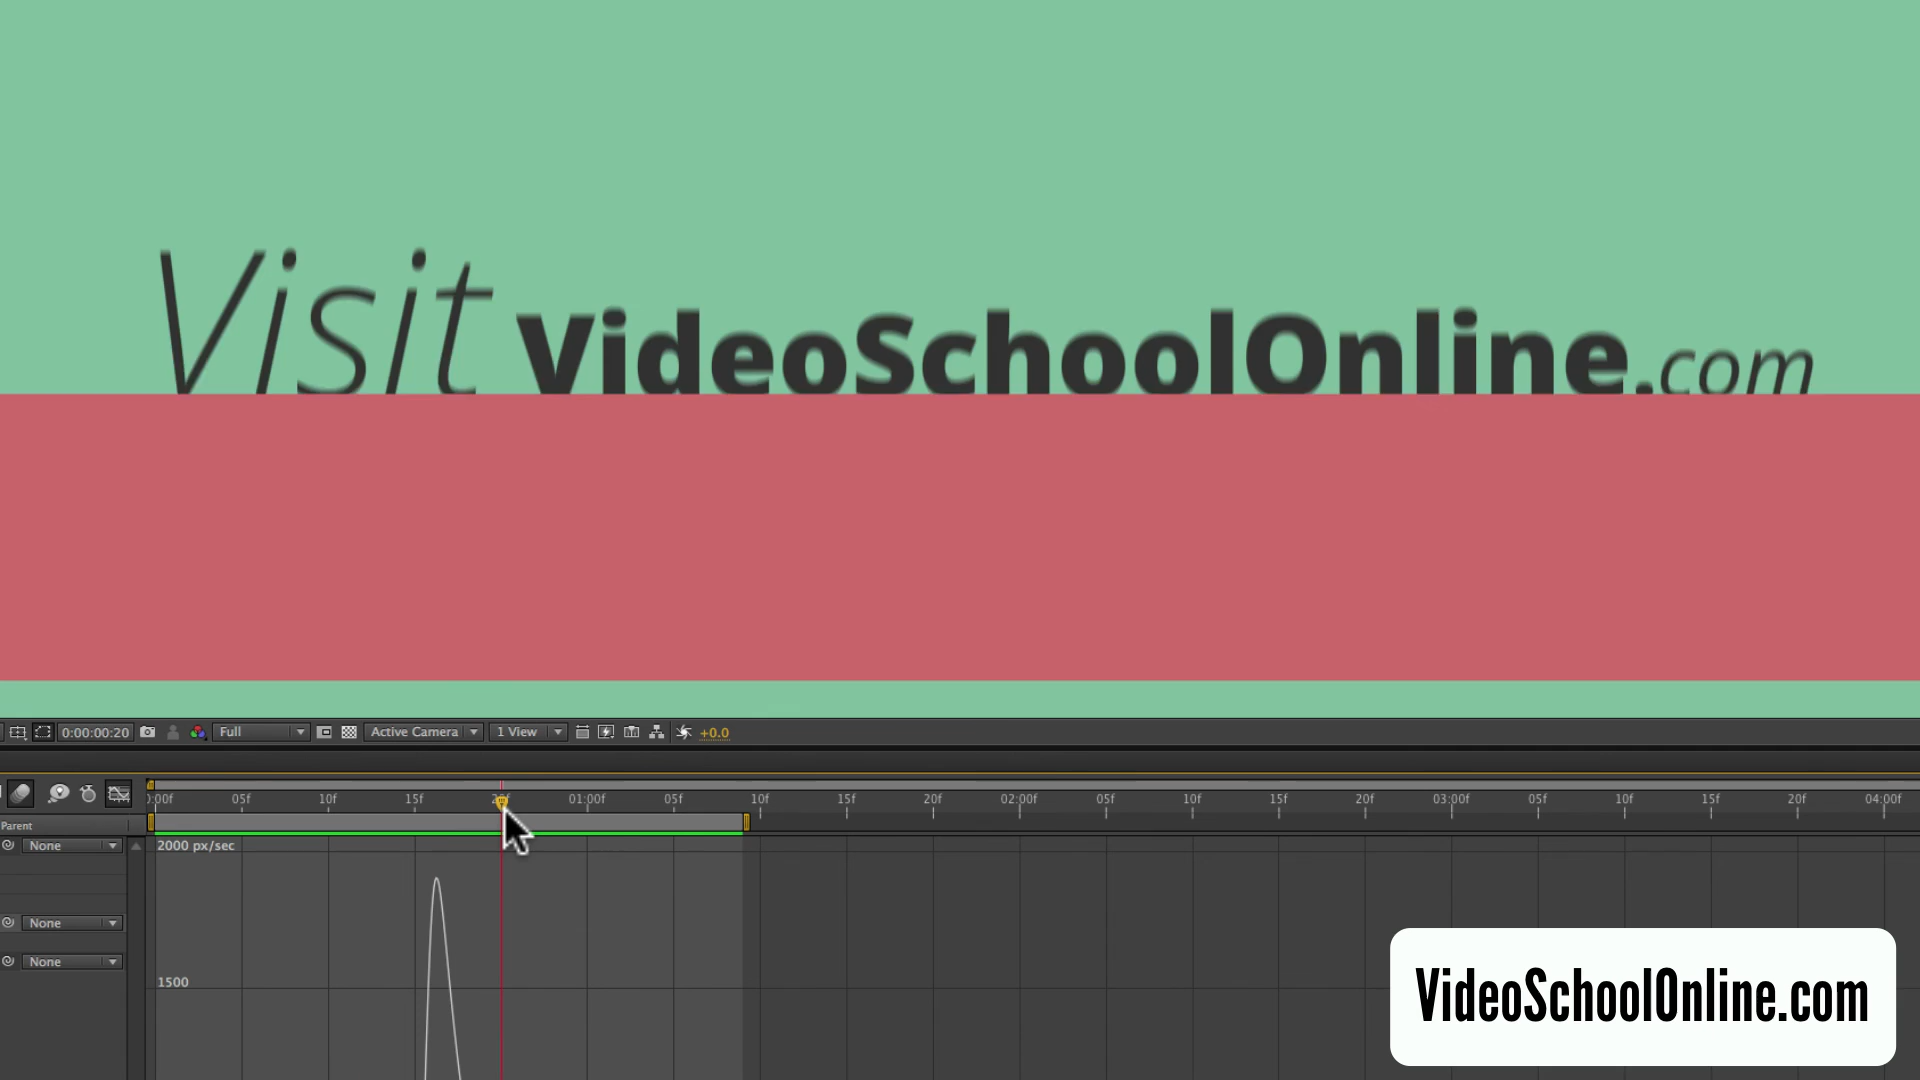 Visit VideoSchoolOnline.com
0:00:00:20 Full Active Camera 1 View +0.0
0:00f 05f 10f 15f 20f 01:00f 05f 10f 15f 20f 02:00f 05f 10f 15f 20f 03:00f 05f 10f 15f 20f 04:00f
Parent
None 2000 px/sec
None
None
1500
VideoSchoolOnline.com